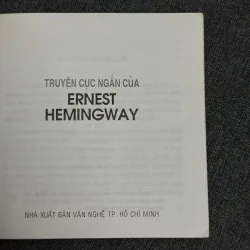 TRUYỆN CỰC NGẮN CỦA
ERNEST
HEMINGWAY
NHÀ XUẤT BẢN VĂN NGHỆ TP. HỒ CHÍ MINH